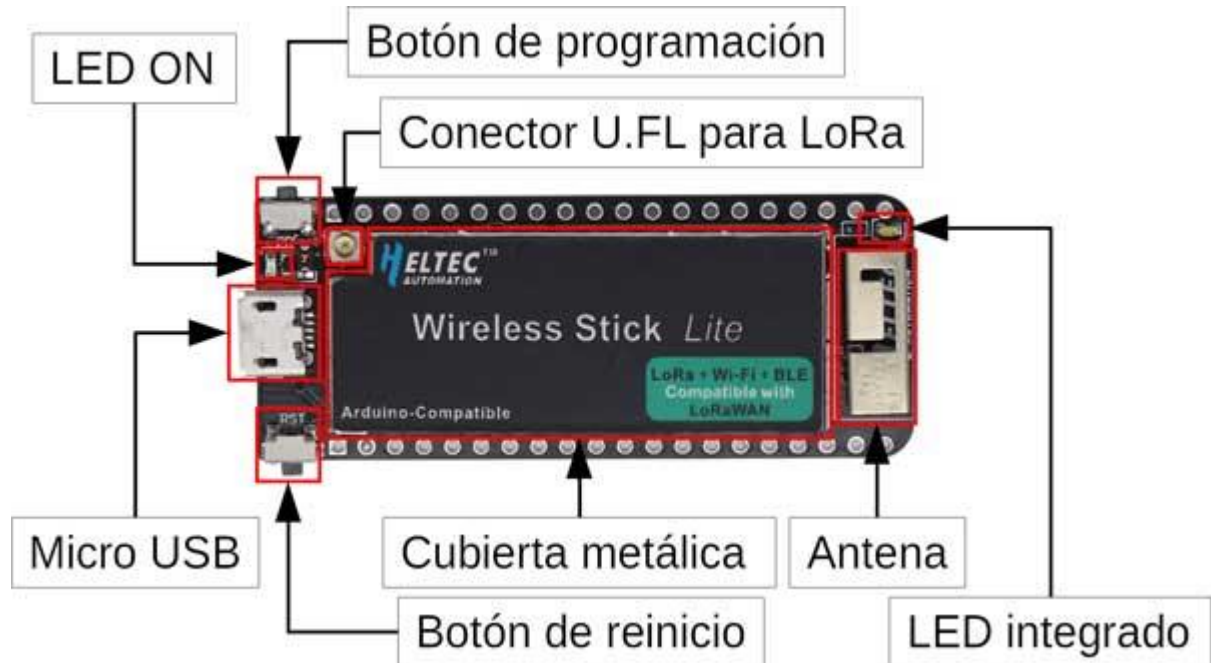 Botón de programación
LED ON
Conector U.FL para LoRa
HELTEC™
AUTOMATION
Wireless Stick Lite
LoRa + Wi-Fi + BLE
Compatible with
LoRaWAN
Arduino-Compatible
RST
Micro USB
Cubierta metálica
Antena
Botón de reinicio
LED integrado